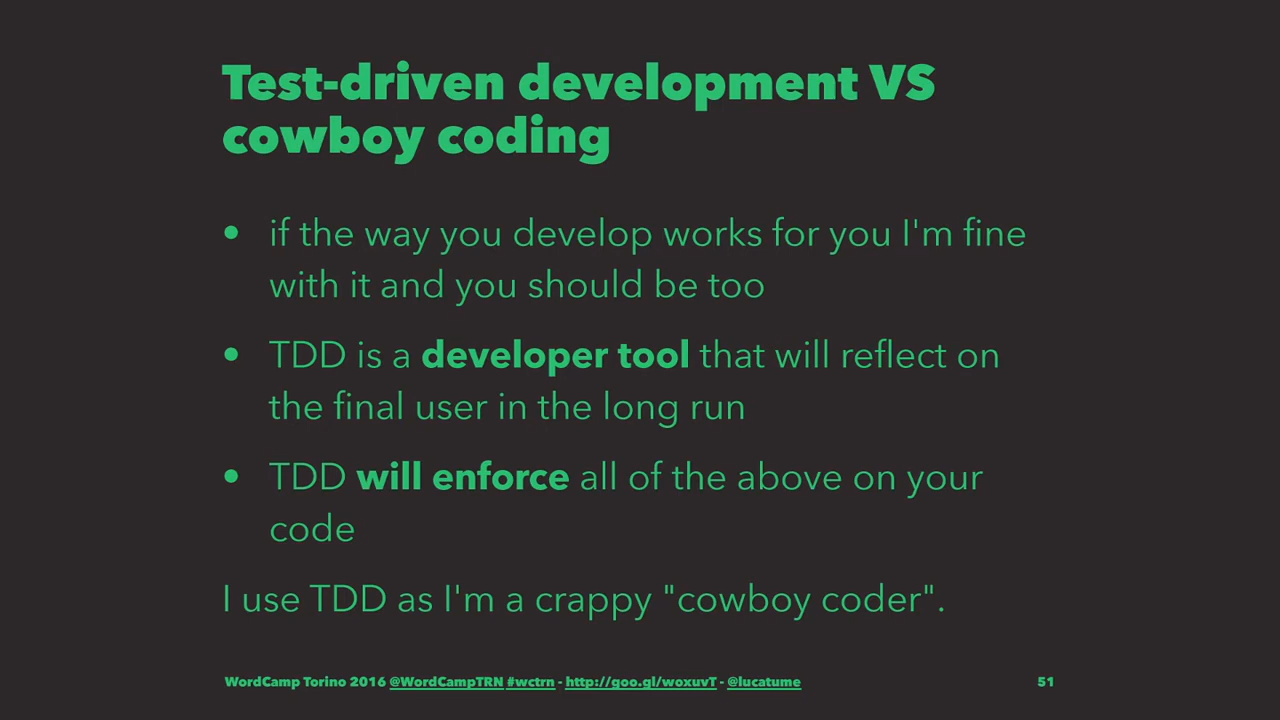 Test-driven development VS
cowboy coding
• if the way you develop works for you I'm fine
with it and you should be too
• TDD is a developer tool that will reflect on
the final user in the long run
• TDD will enforce all of the above on your
code
I use TDD as I'm a crappy "cowboy coder".
WordCamp Torino 2016 @WordCampTRN #wctrn - http://goo.gl/woxuvT - @lucatume 51